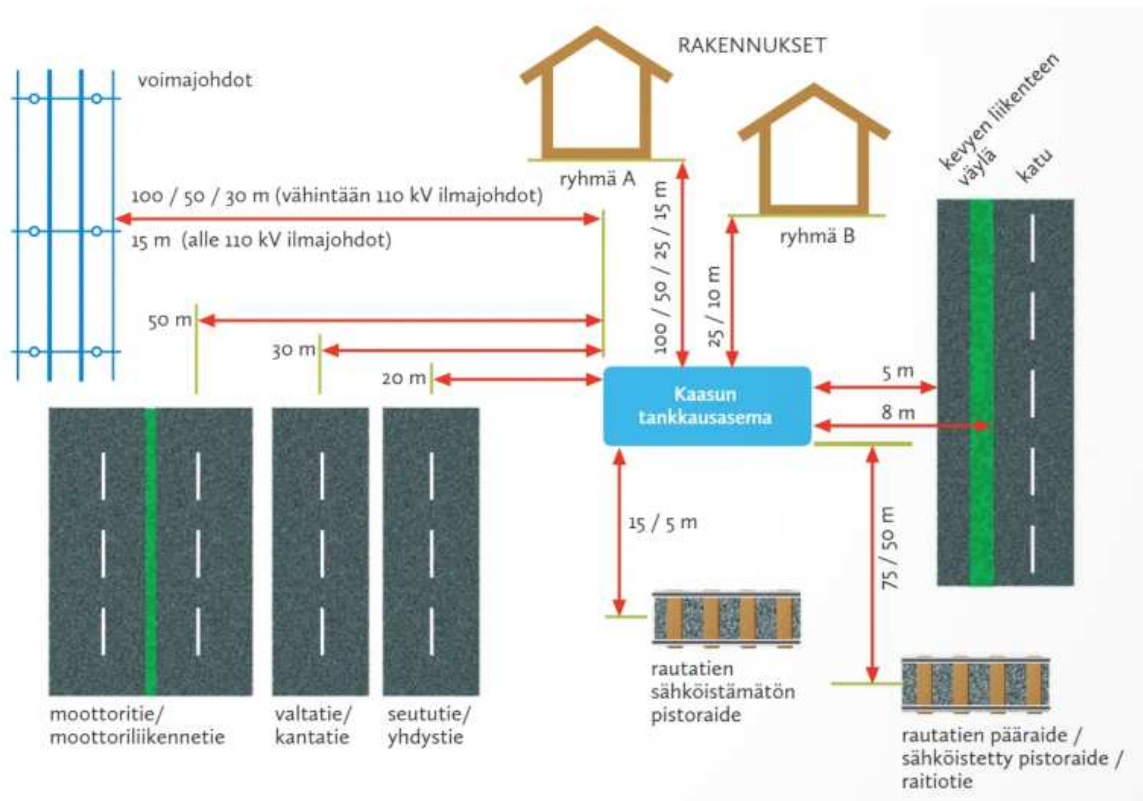 RAKENNUKSET
voimajohdot
ryhmä A
ryhmä B
kevyen liikenteen
väylä
katu
100 / 50 / 30 m (vähintään 110 kV ilmajohdot)
15 m (alle 110 kV ilmajohdot)
100 / 50 / 25 / 15 m
25 / 10 m
50 m
30 m
20 m
Kaasun
tankkausasema
5 m
8 m
15 / 5 m
75 / 50 m
rautatien
sähköistämätön
pistoraide
moottoritie/
moottoriliikennetie
valtatie/
kantatie
seututie/
yhdystie
rautatien pääraide /
sähköistetty pistoraide /
raitiotie